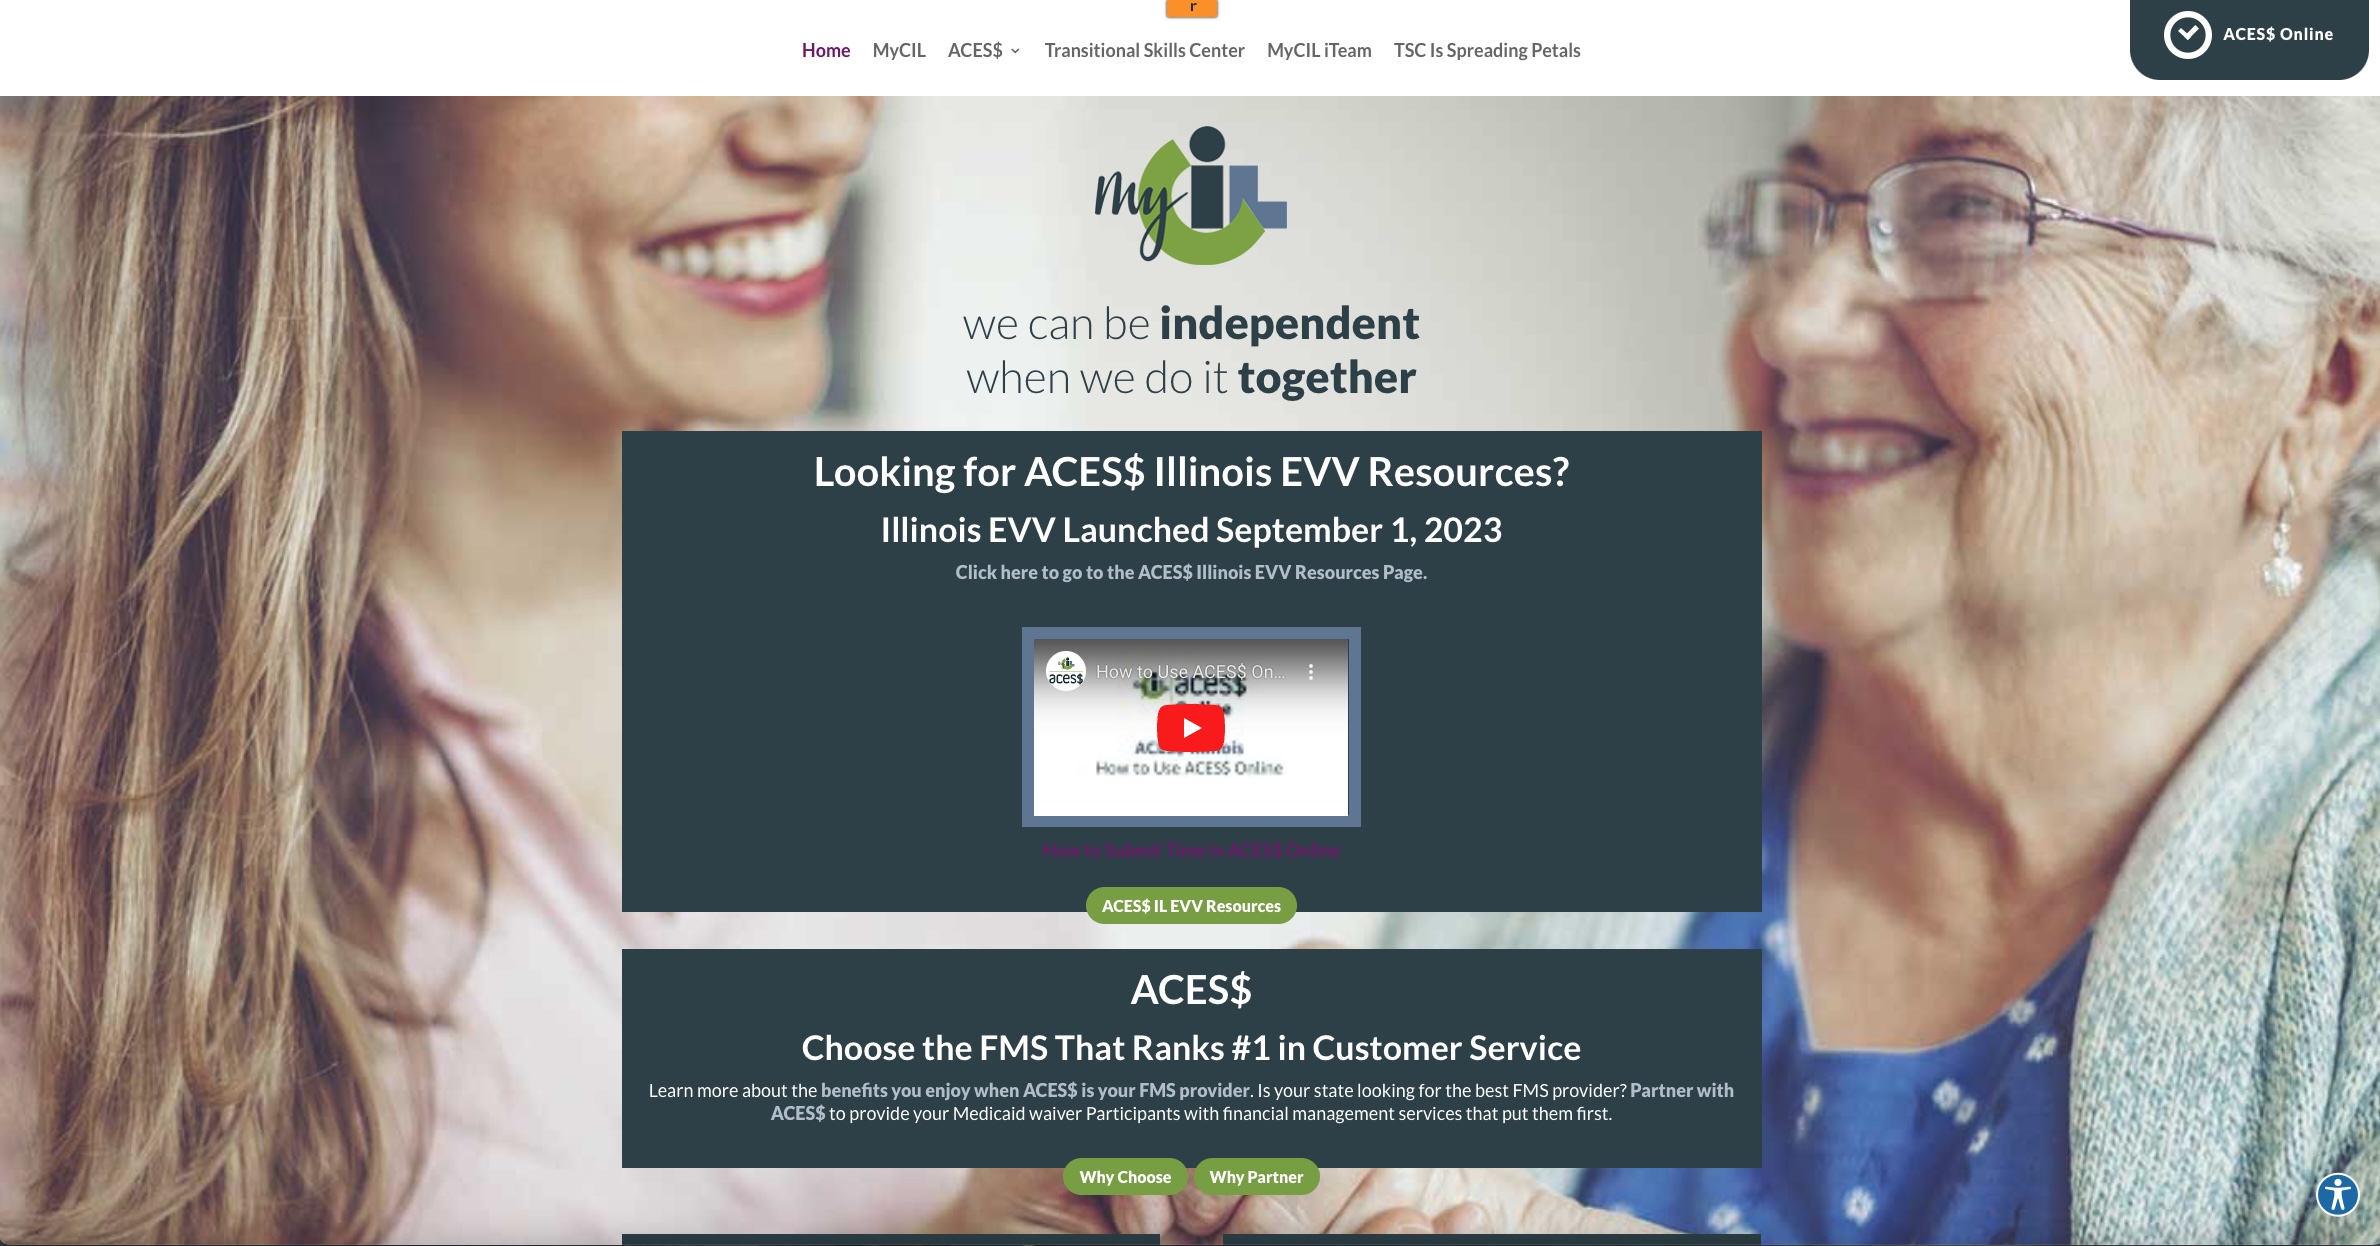 r
Home MyCIL ACES$ Transitional Skills Center MyCIL iTeam TSC Is Spreading Petals
ACES$ Online
my CiL
we can be independent
when we do it together
Looking for ACES$ Illinois EVV Resources?
Illinois EVV Launched September 1, 2023
Click here to go to the ACES$ Illinois EVV Resources Page.
aces$
How to Use ACES$ On...
aces$
How to Use ACES$ Online
How to Submit Time in ACES$ Online
ACES$ IL EVV Resources
ACES$
Choose the FMS That Ranks #1 in Customer Service
Learn more about the benefits you enjoy when ACES$ is your FMS provider. Is your state looking for the best FMS provider? Partner with
ACES$ to provide your Medicaid waiver Participants with financial management services that put them first.
Why Choose Why Partner